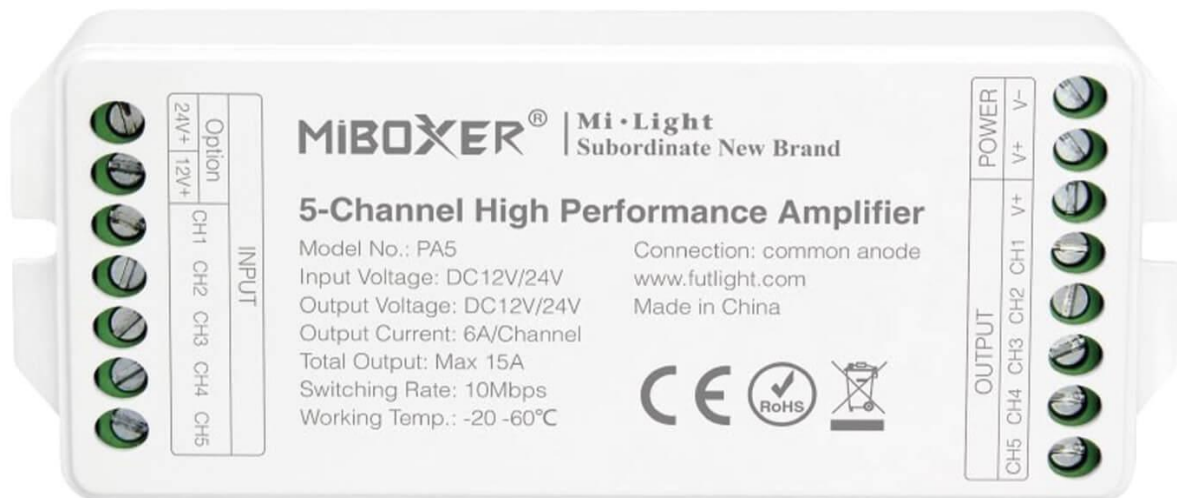 Option
24V+
12V+
INPUT
CH1
CH2
CH3
CH4
CH5
MiBOXER®
Mi·Light
Subordinate New Brand
5-Channel High Performance Amplifier
Model No.: PA5
Input Voltage: DC12V/24V
Output Voltage: DC12V/24V
Output Current: 6A/Channel
Total Output: Max 15A
Switching Rate: 10Mbps
Working Temp.: -20 -60℃
Connection: common anode
www.futlight.com
Made in China
CE
RoHS
POWER
V-
V+
OUTPUT
V+
CH1
CH2
CH3
CH4
CH5